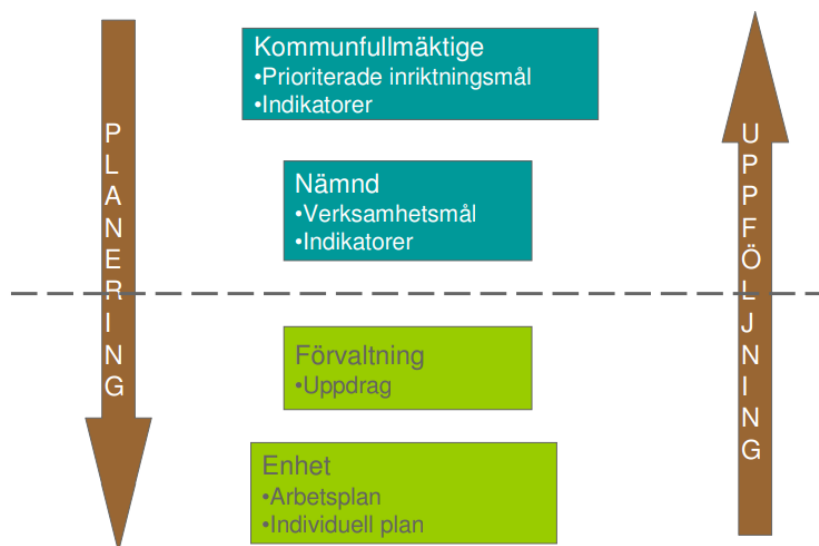 PLANERING
Kommunfullmäktige
•Prioriterade inriktningsmål
•Indikatorer
Nämnd
•Verksamhetsmål
•Indikatorer
Förvaltning
•Uppdrag
Enhet
•Arbetsplan
•Individuell plan
UPPFÖLJNING